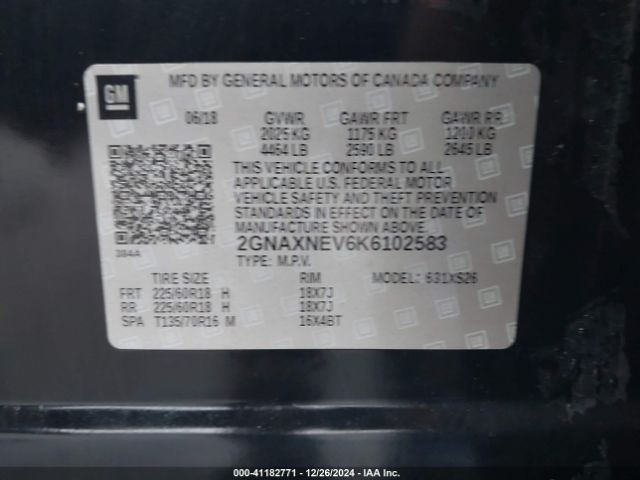 GM
MFD BY GENERAL MOTORS OF CANADA COMPANY
06/18 GVWR GAWR FRT GAWR RR
2025 KG 1175 KG 1200 KG
4464 LB 2590 LB 2645 LB
THIS VEHICLE CONFORMS TO ALL
APPLICABLE U.S. FEDERAL MOTOR
VEHICLE SAFETY AND THEFT PREVENTION
STANDARDS IN EFFECT ON THE DATE OF
MANUFACTURE SHOWN ABOVE.
384A 2GNAXNEV6K6102583
TYPE: M.P.V. MODEL: 631XS26
TIRE SIZE RIM
FRT 225/60R18 H 18X7J
RR 225/60R18 H 18X7J
SPA T135/70R16 M 16X4BT
000-41182771 - 12/26/2024 - IAA Inc.